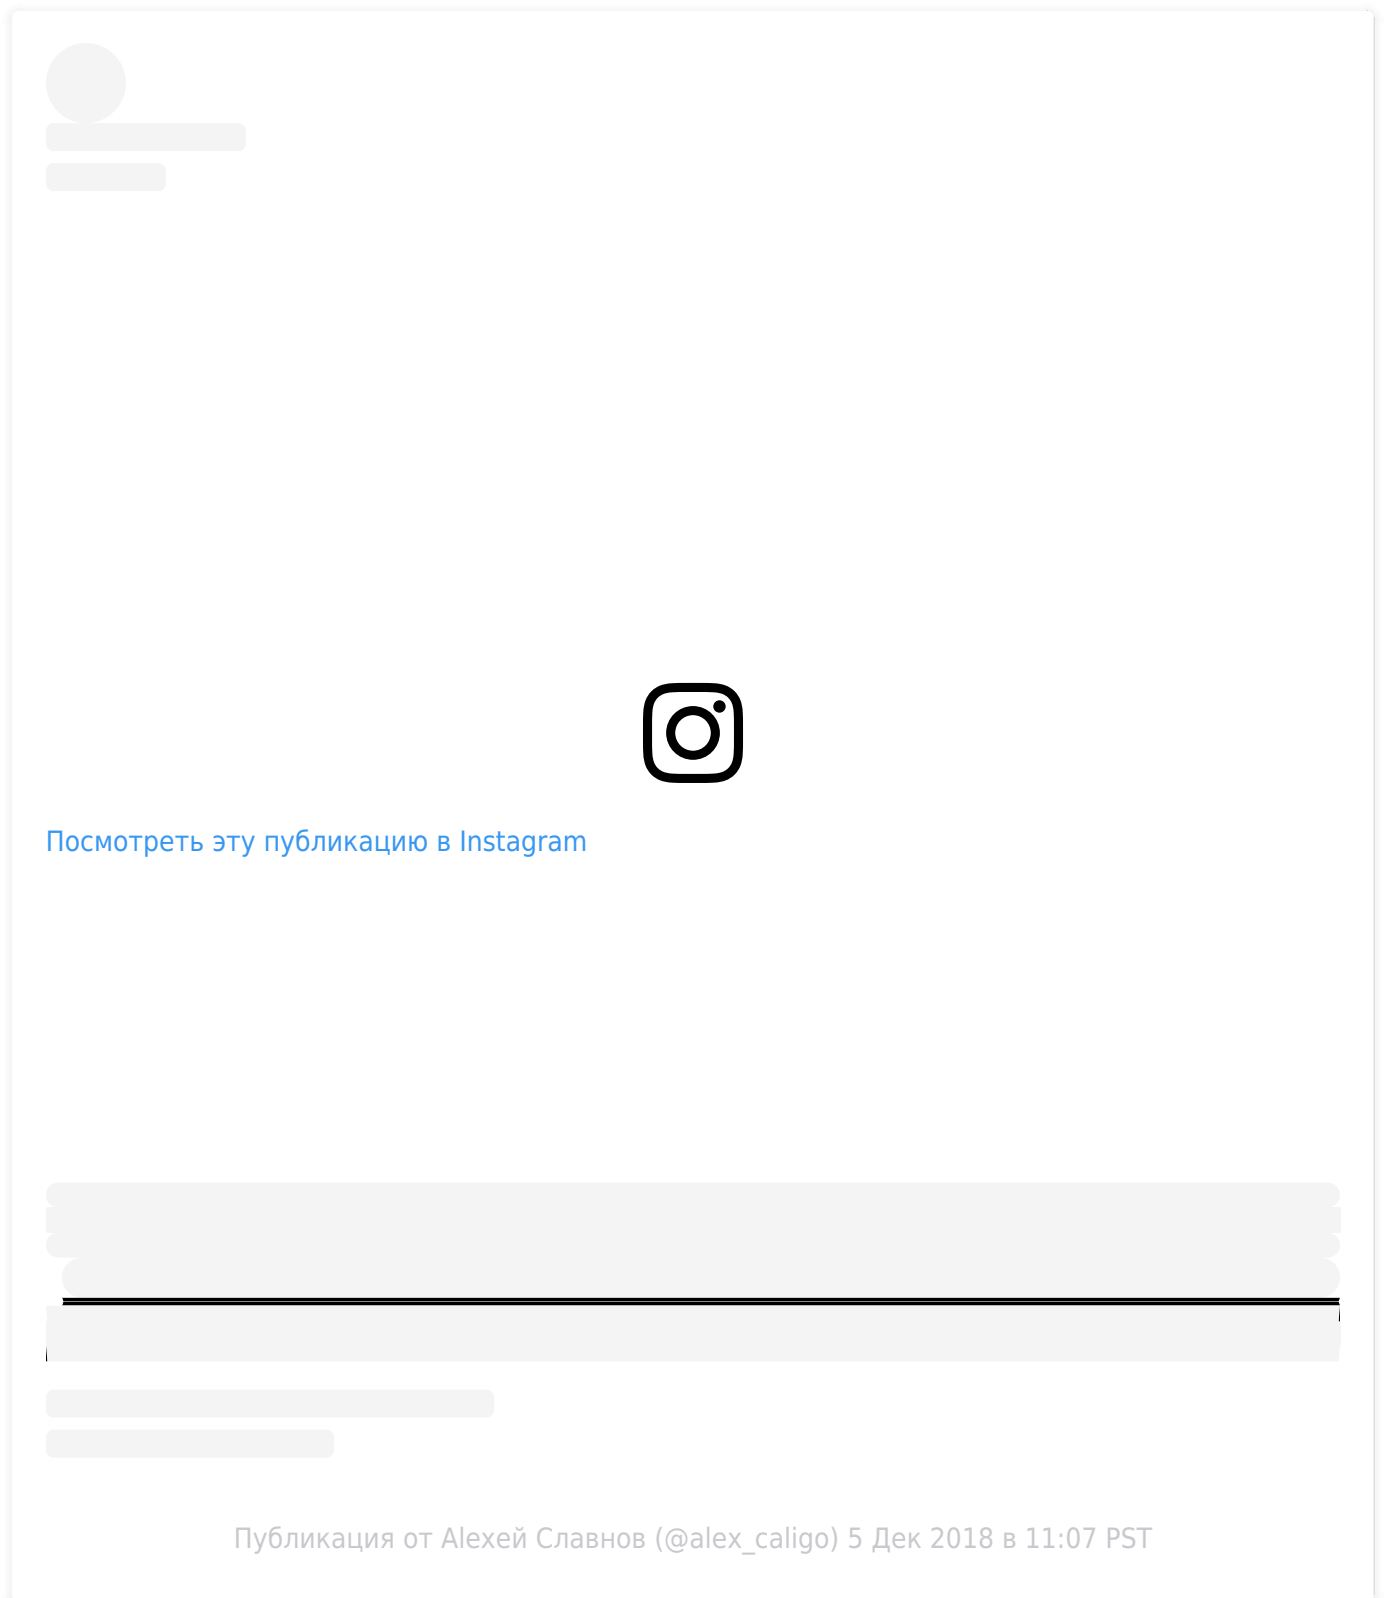 Посмотреть эту публикацию в Instagram
Публикация от Alexей Славнов (@alex_caligo) 5 Дек 2018 в 11:07 PST